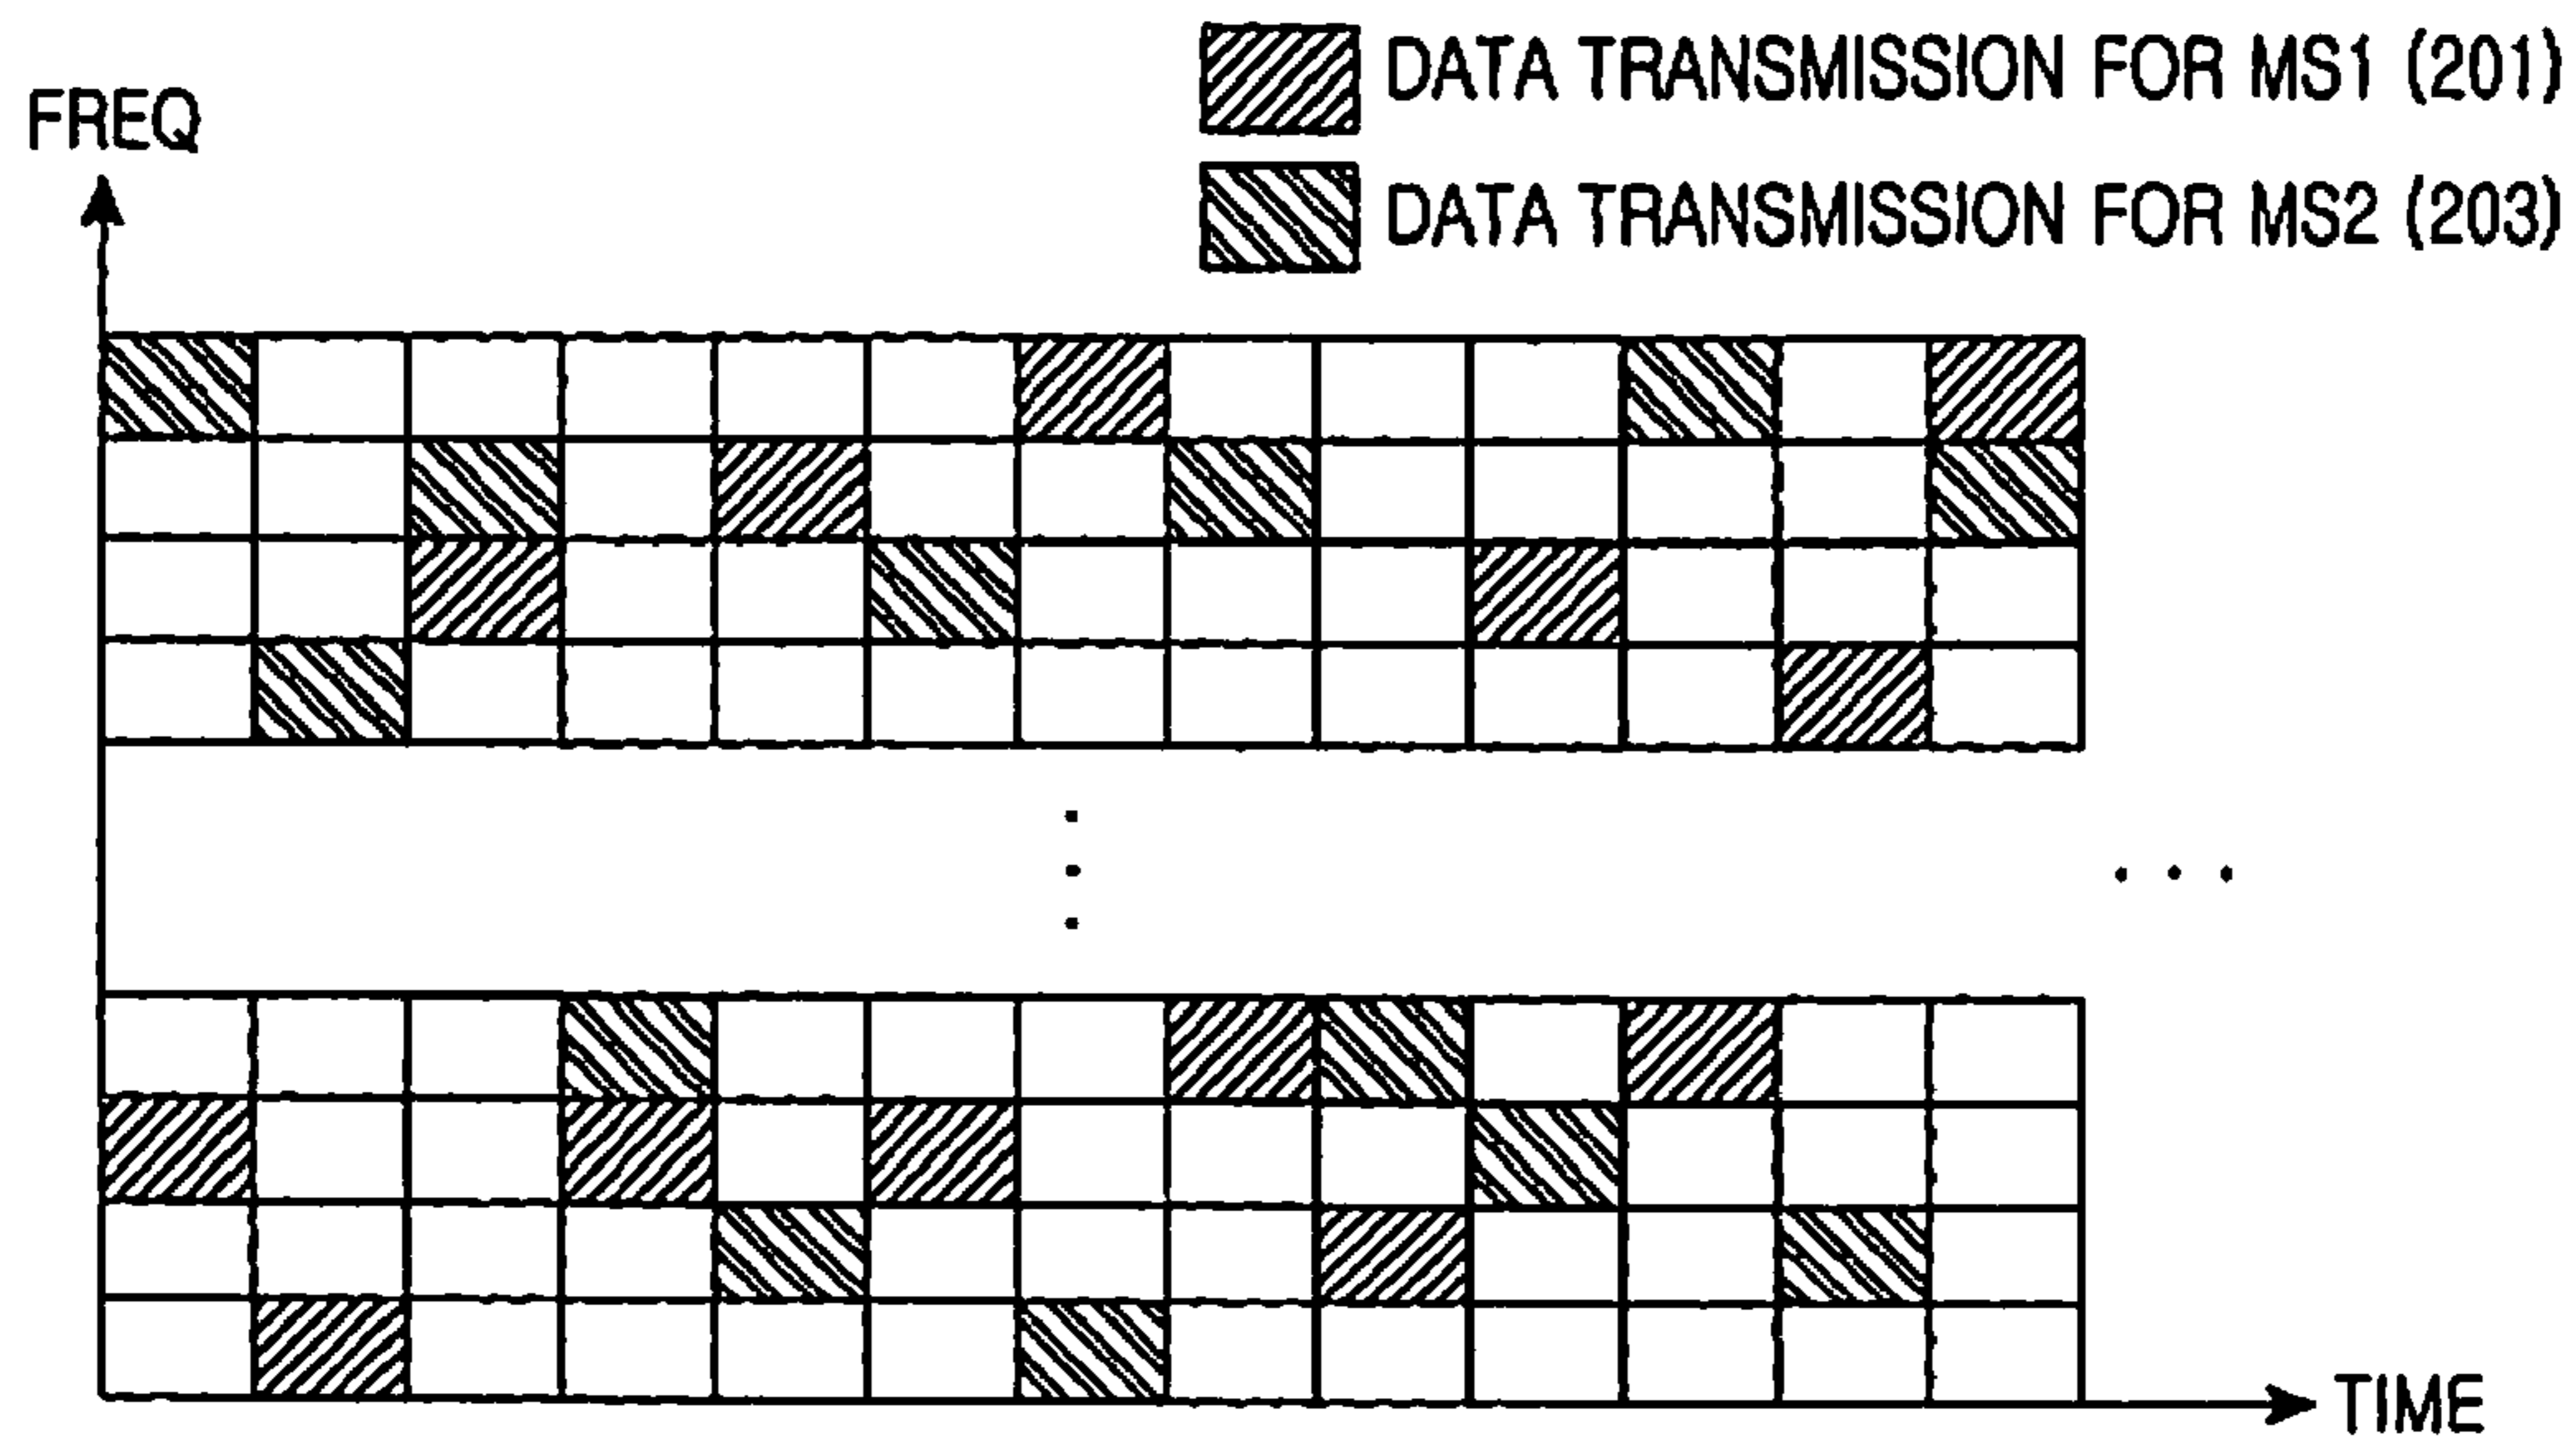 DATA TRANSMISSION FOR MS1 (201)
FREQ
DATA TRANSMISSION FOR MS2 (203)
TIME